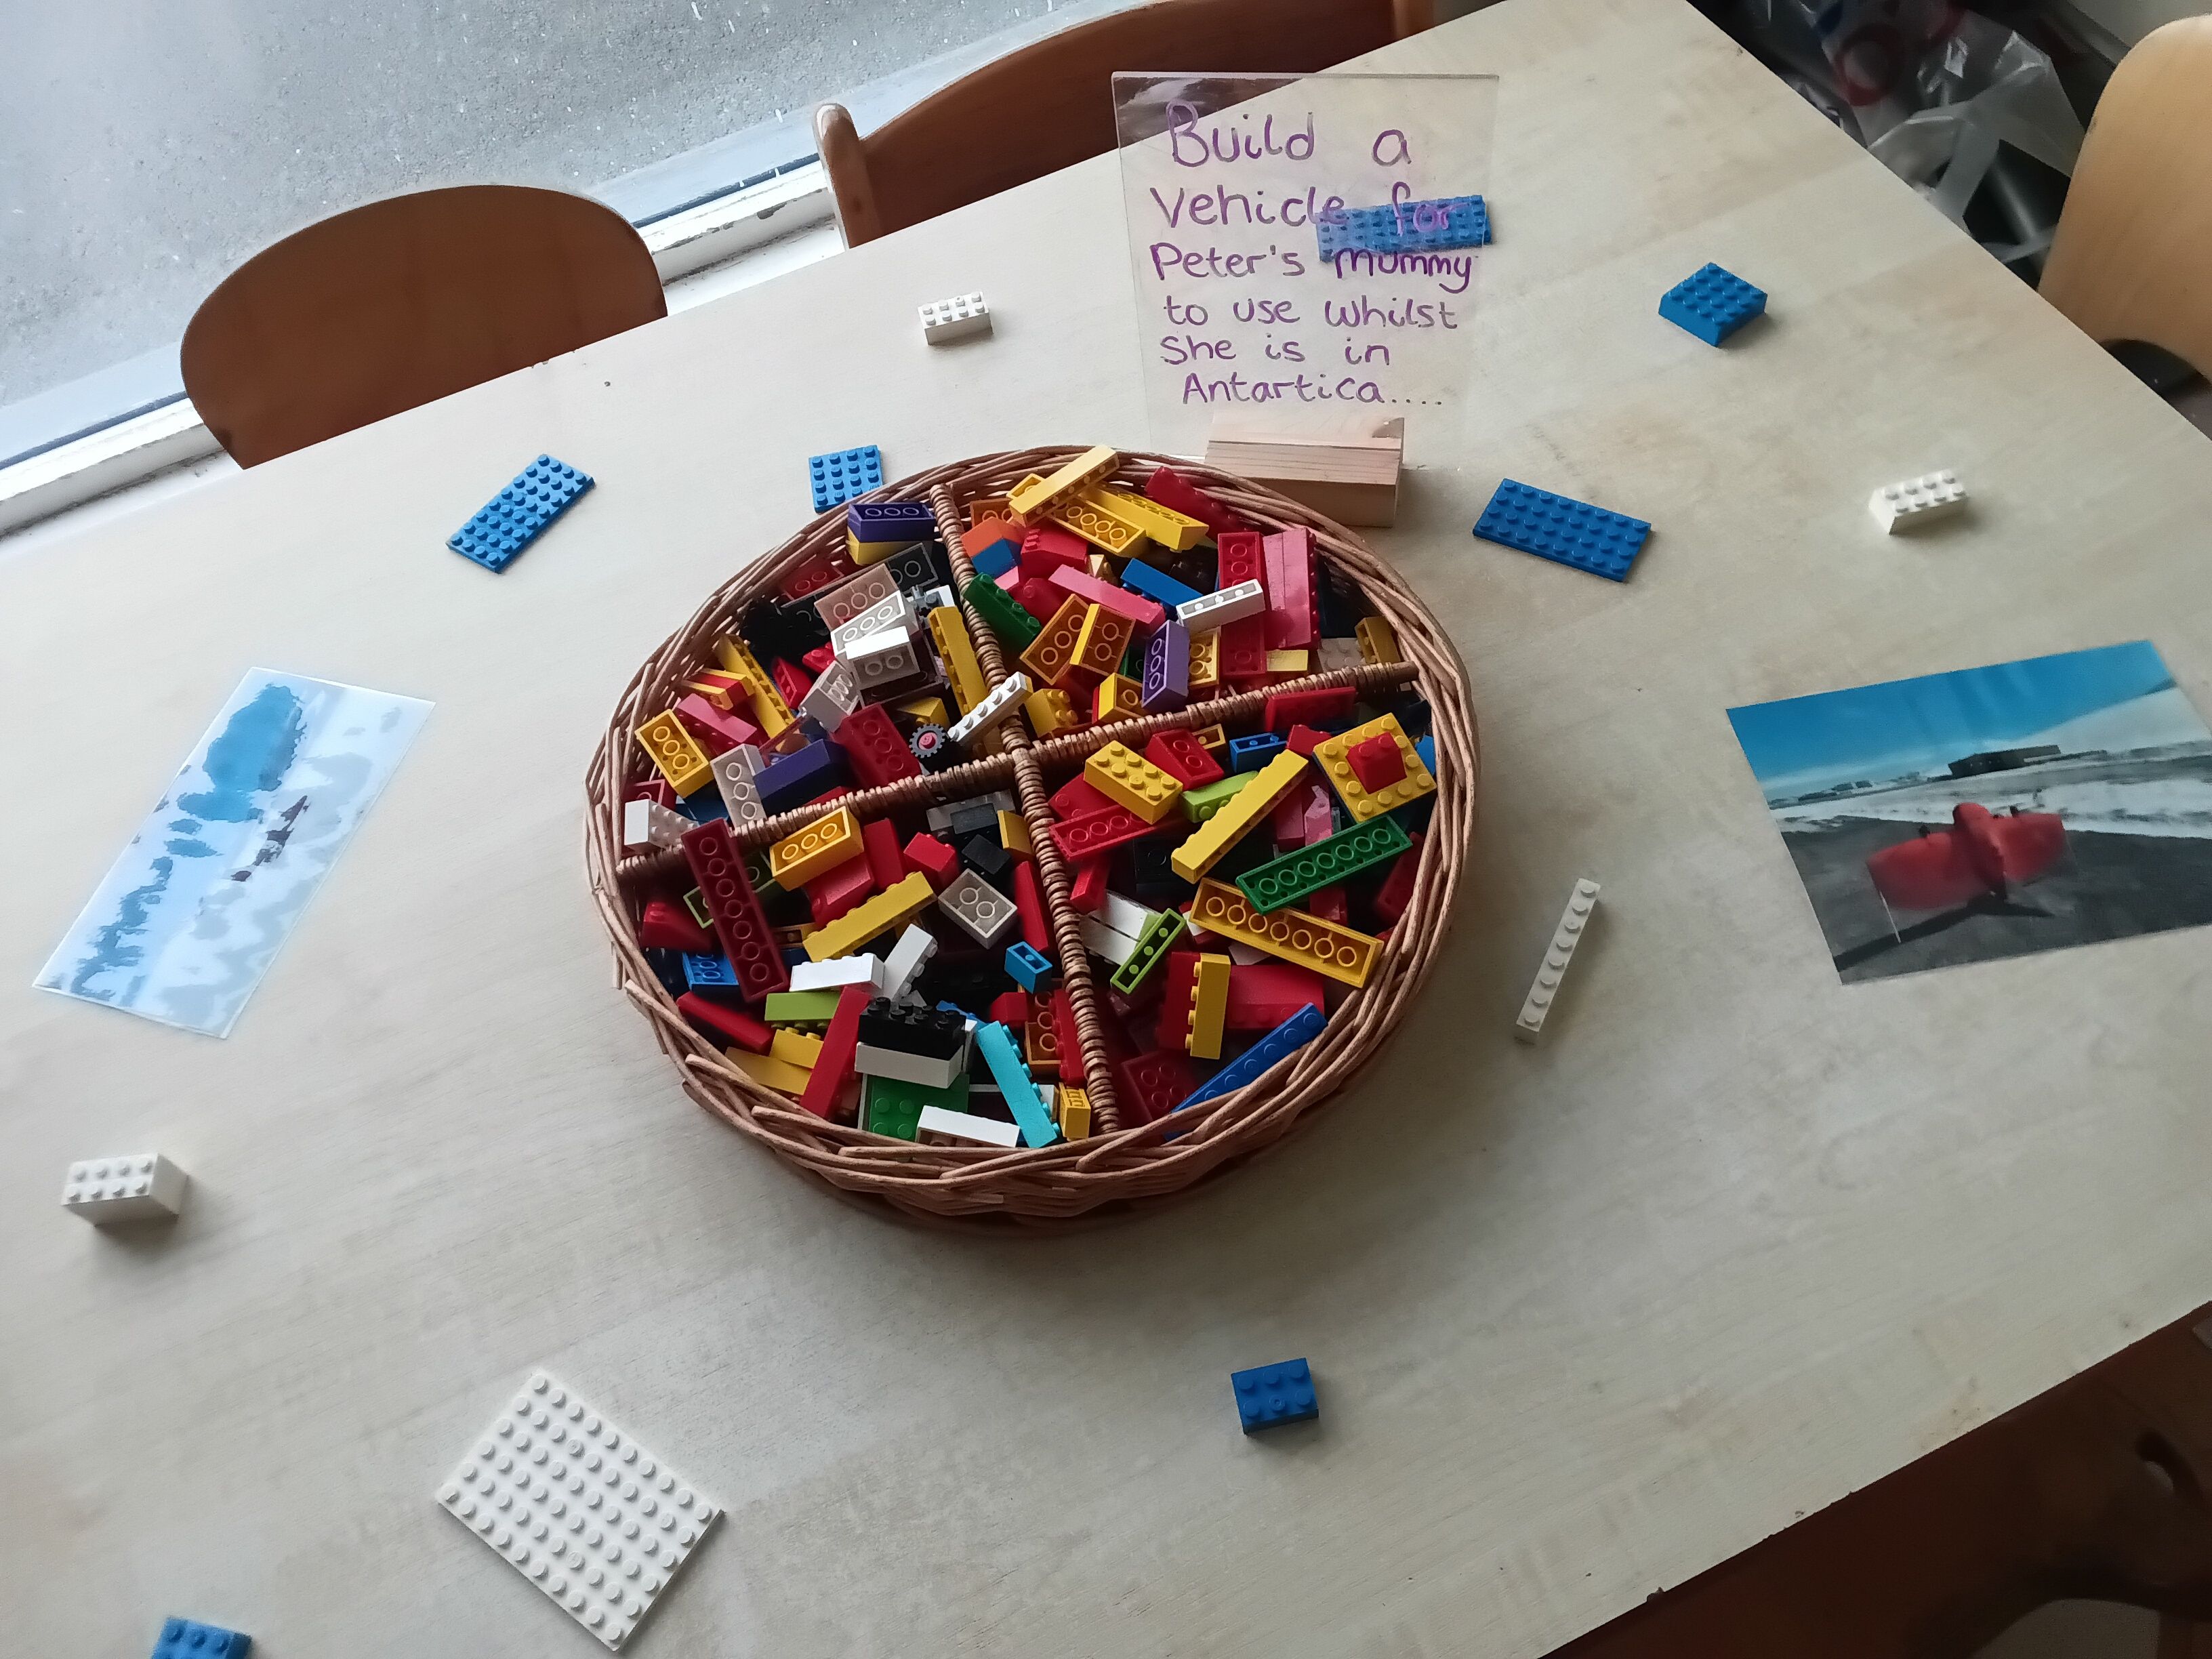 Build a
Vehicle for
Peter's mummy
to use whilst
She is in
Antartica....